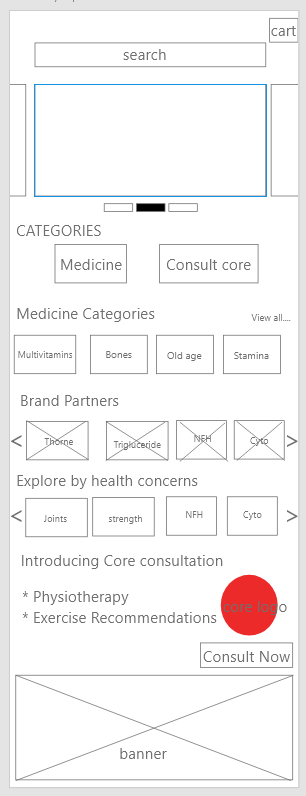 cart
search
CATEGORIES
Medicine
Consult core
Medicine Categories
View all....
Multivitamins
Bones
Old age
Stamina
Brand Partners
< Thorne
Trigluceride
NFH
Cyto >
Explore by health concerns
< Joints
strength
NFH
Cyto >
Introducing Core consultation
* Physiotherapy
* Exercise Recommendations
core logo
Consult Now
banner